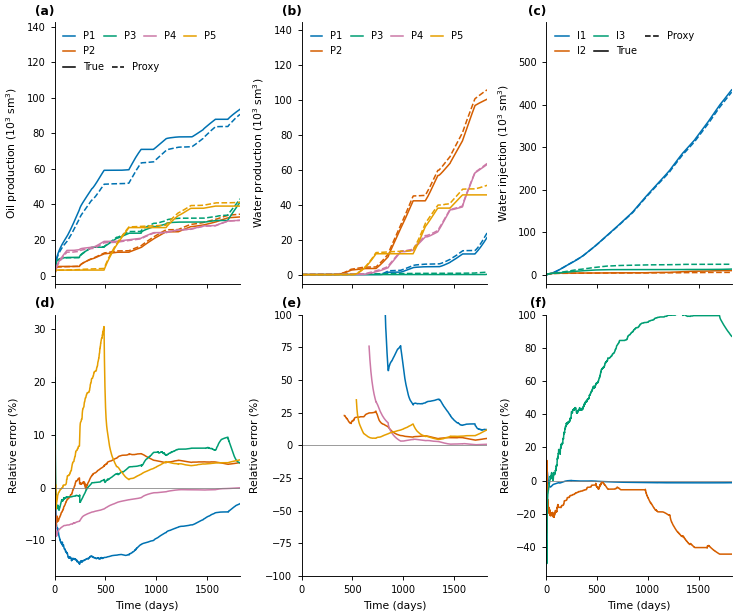 (a) (b) (c)
P1 P3 P4 P5
P2
True Proxy
Oil production (10³ sm³)
140
120
100
80
60
40
20
0
P1 P3 P4 P5
P2
Water production (10³ sm³)
140
120
100
80
60
40
20
0
I1 I3 Proxy
I2 True
Water injection (10³ sm³)
500
400
300
200
100
0
(d) (e) (f)
Relative error (%)
30
20
10
0
−10
0 500 1000 1500
Time (days)
Relative error (%)
100
75
50
25
0
−25
−50
−75
−100
0 500 1000 1500
Time (days)
Relative error (%)
100
80
60
40
20
0
−20
−40
0 500 1000 1500
Time (days)